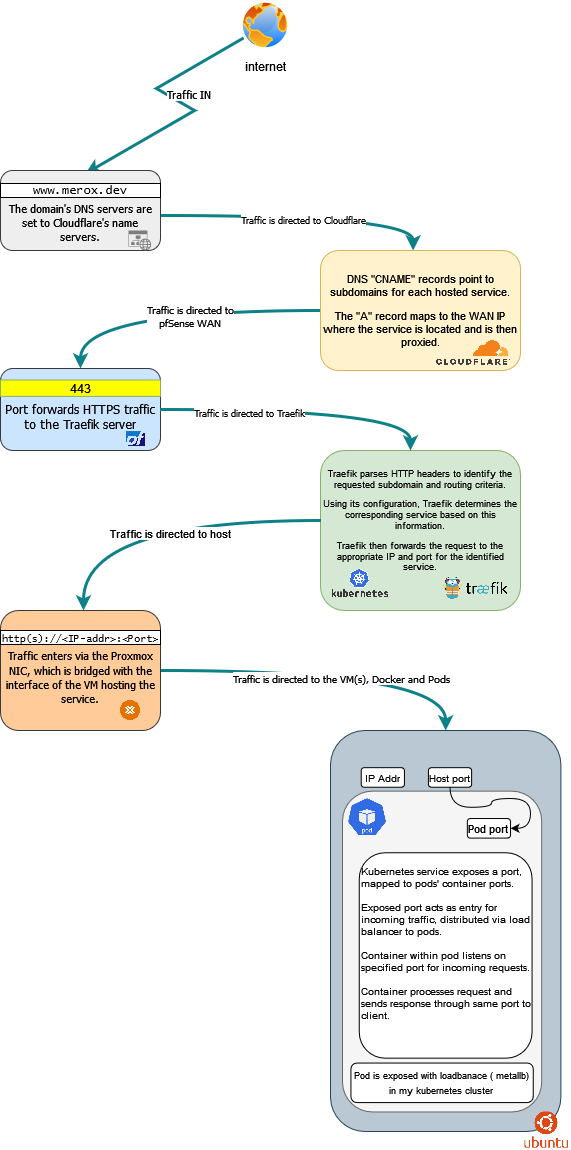 internet
Traffic IN
www.merox.dev
The domain's DNS servers are
set to Cloudflare's name
servers.
Traffic is directed to Cloudflare
DNS "CNAME" records point to
subdomains for each hosted service.
The "A" record maps to the WAN IP
where the service is located and is then
proxied.
CLOUDFLARE
Traffic is directed to
pfSense WAN
443
Port forwards HTTPS traffic
to the Traefik server
pf
Traffic is directed to Traefik
Traefik parses HTTP headers to identify the
requested subdomain and routing criteria.
Using its configuration, Traefik determines the
corresponding service based on this
information.
Traefik then forwards the request to the
appropriate IP and port for the identified
service.
kubernetes
træfik
Traffic is directed to host
http(s)://<IP-addr>:<Port>
Traffic enters via the Proxmox
NIC, which is bridged with the
interface of the VM hosting the
service.
Traffic is directed to the VM(s), Docker and Pods
IP Addr
Host port
pod
Pod port
Kubernetes service exposes a port,
mapped to pods' container ports.
Exposed port acts as entry for
incoming traffic, distributed via load
balancer to pods.
Container within pod listens on
specified port for incoming requests.
Container processes request and
sends response through same port to
client.
Pod is exposed with loadbanace ( metallb)
in my kubernetes cluster
ubuntu